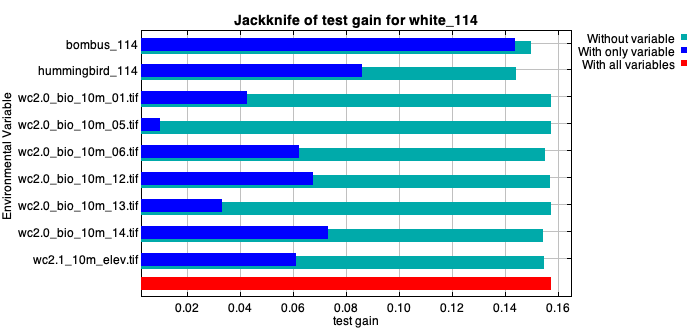 Jackknife of test gain for white_114
Without variable
With only variable
With all variables
Environmental Variable
bombus_114
hummingbird_114
wc2.0_bio_10m_01.tif
wc2.0_bio_10m_05.tif
wc2.0_bio_10m_06.tif
wc2.0_bio_10m_12.tif
wc2.0_bio_10m_13.tif
wc2.0_bio_10m_14.tif
wc2.1_10m_elev.tif
0.02 0.04 0.06 0.08 0.10 0.12 0.14 0.16
test gain